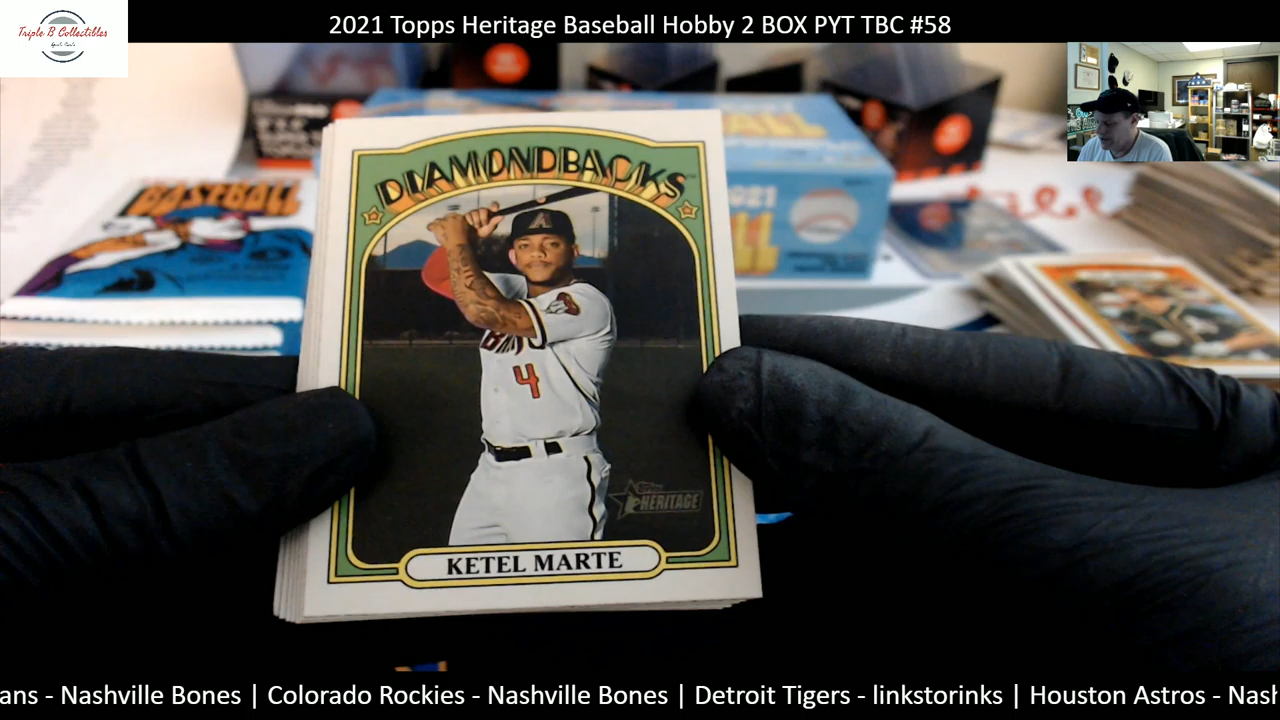 Triple B Collectibles
2021 Topps Heritage Baseball Hobby 2 BOX PYT TBC #58
BASEBALL
2021
DIAMONDBACKS
A
4
Topps
HERITAGE
KETEL MARTE
ans - Nashville Bones | Colorado Rockies - Nashville Bones | Detroit Tigers - linkstorinks | Houston Astros - Nash